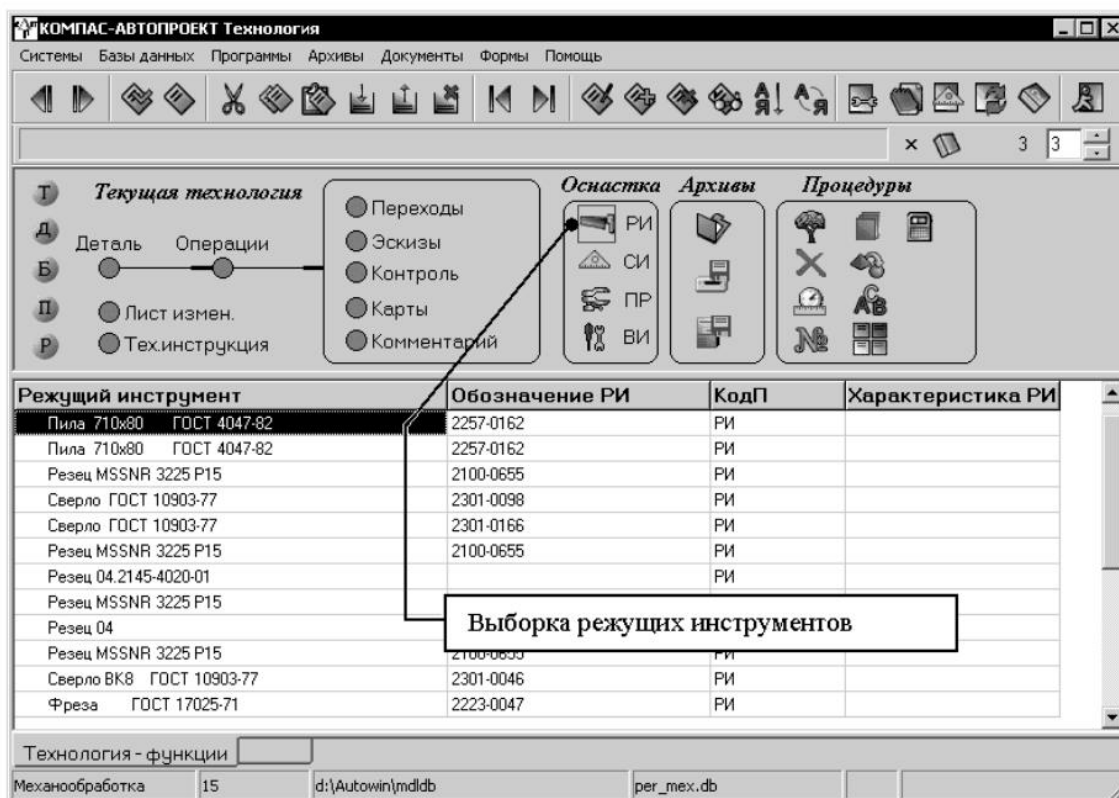 КОМПАС-АВТОПРОЕКТ Технология
Системы Базы данных Программы Архивы Документы Формы Помощь
3 3
Текущая технология Оснастка Архивы Процедуры
Т
Д
Б
П
Р
Деталь Операции
Лист измен.
Тех.инструкция
Переходы
Эскизы
Контроль
Карты
Комментарий
РИ
СИ
ПР
ВИ
Режущий инструмент Обозначение РИ КодП Характеристика РИ
Пила 710х80 ГОСТ 4047-82 2257-0162 РИ
Пила 710х80 ГОСТ 4047-82 2257-0162 РИ
Резец MSSNR 3225 P15 2100-0655 РИ
Сверло ГОСТ 10903-77 2301-0098 РИ
Сверло ГОСТ 10903-77 2301-0166 РИ
Резец MSSNR 3225 P15 2100-0655 РИ
Резец 04.2145-4020-01 РИ
Резец MSSNR 3225 P15
Резец 04
Выборка режущих инструментов
Резец MSSNR 3225 P15 2100-0655 РИ
Сверло ВК8 ГОСТ 10903-77 2301-0046 РИ
Фреза ГОСТ 17025-71 2223-0047 РИ
Технология - функции
Механообработка 15 d:\Autowin\mdldb per_mex.db